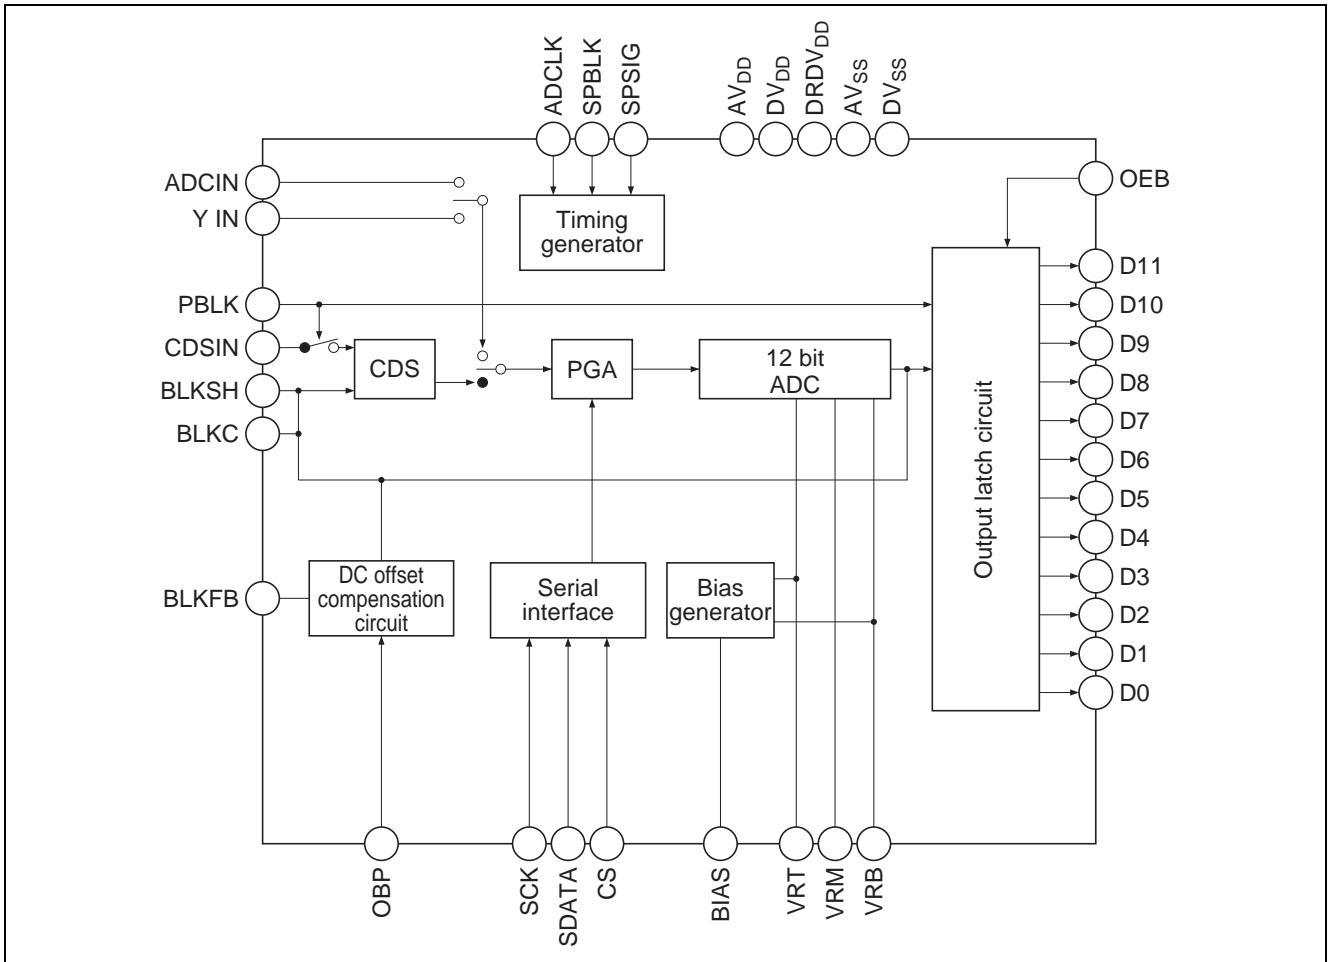 ADCLK
SPBLK
SPSIG
AVDD
DVDD
DRDVDD
AVSS
DVSS
ADCIN
Y IN
PBLK
CDSIN
BLKSH
BLKC
BLKFB
Timing
generator
CDS
PGA
12 bit
ADC
Output latch circuit
DC offset
compensation
circuit
Serial
interface
Bias
generator
OEB
D11
D10
D9
D8
D7
D6
D5
D4
D3
D2
D1
D0
OBP
SCK
SDATA
CS
BIAS
VRT
VRM
VRB